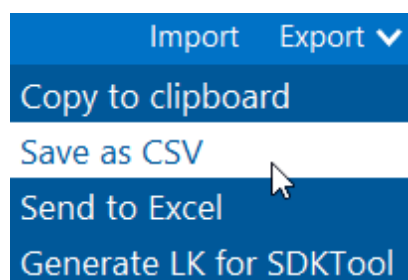 Import Export
Copy to clipboard
Save as CSV
Send to Excel
Generate LK for SDKTool